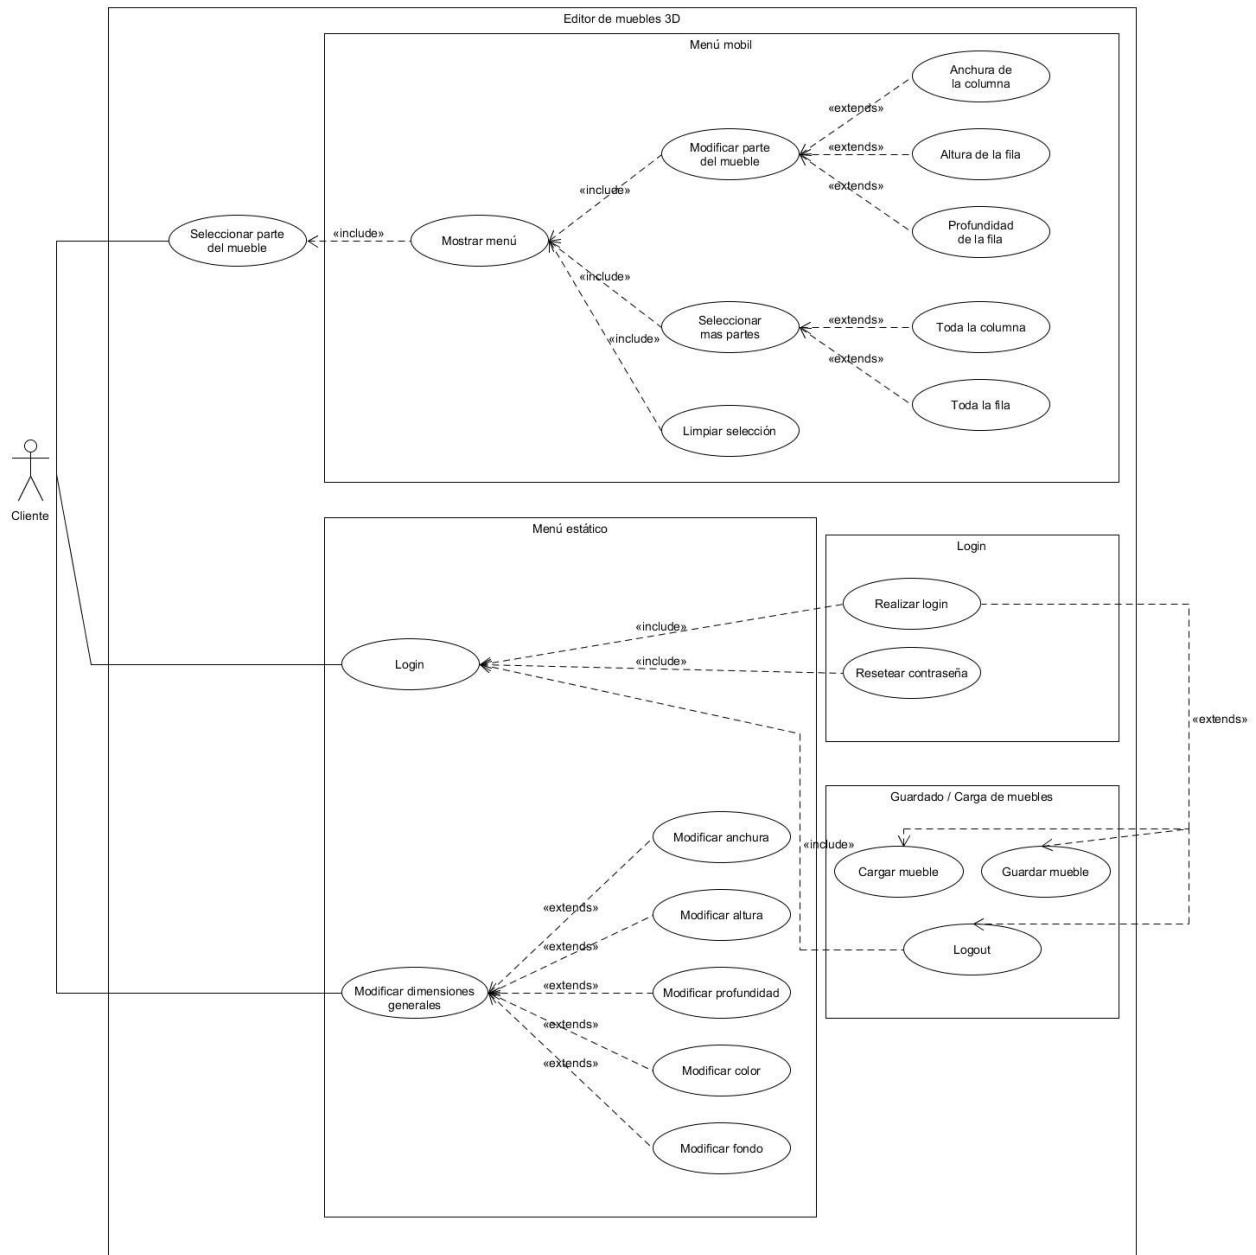 Editor de muebles 3D
Menú mobil
Anchura de
la columna
«extends»
Modificar parte
del mueble
«extends»
Altura de la fila
«extends»
«include»
Profundidad
de la fila
Seleccionar parte
del mueble
«include»
Mostrar menú
«include»
Seleccionar
mas partes
«extends»
Toda la columna
«include»
«extends»
Toda la fila
Limpiar selección
Cliente
Menú estático
Login
Realizar login
«include»
Login
«include»
Resetear contraseña
«extends»
Guardado / Carga de muebles
Modificar anchura
«include»
Cargar mueble
Guardar mueble
«extends»
Modificar altura
«extends»
Logout
Modificar dimensiones
generales
«extends»
Modificar profundidad
«extends»
«extends»
Modificar color
Modificar fondo